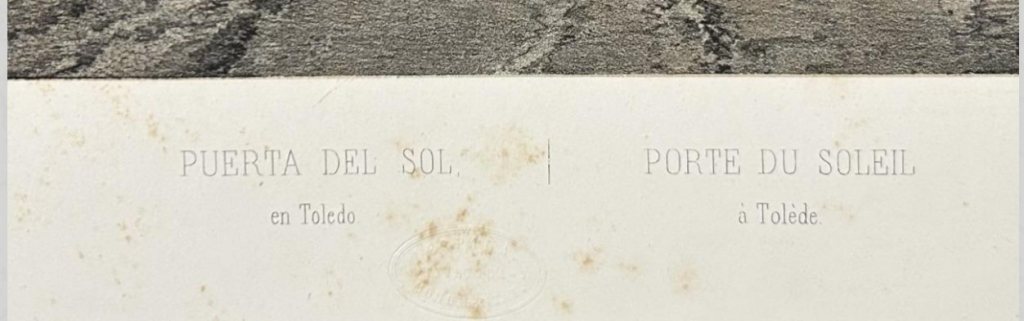 PUERTA DEL SOL,
en Toledo.
PORTE DU SOLEIL
à Tolède.